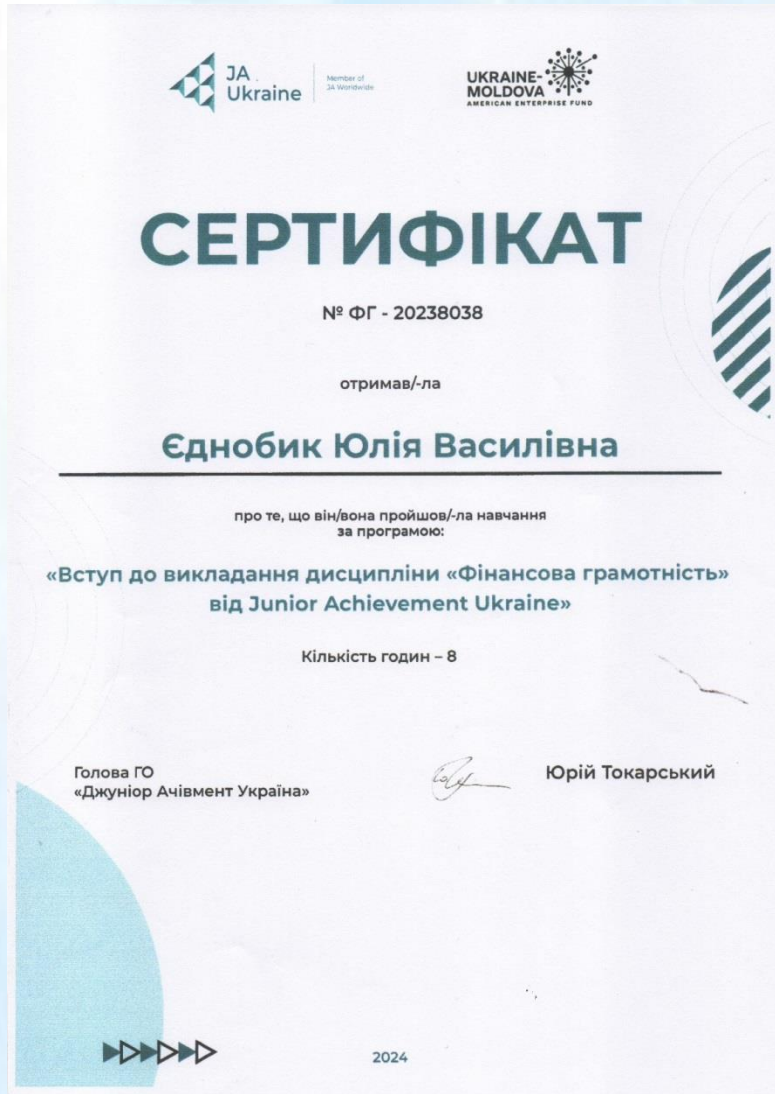 JA
Ukraine
Member of
JA Worldwide
UKRAINE-
MOLDOVA
AMERICAN ENTERPRISE FUND
СЕРТИФІКАТ
№ ФГ - 20238038
отримав/-ла
Єднобик Юлія Василівна
про те, що він/вона пройшов/-ла навчання
за програмою:
«Вступ до викладання дисципліни «Фінансова грамотність»
від Junior Achievement Ukraine»
Кількість годин – 8
Голова ГО
«Джуніор Ачівмент Україна»
Юрій Токарський
2024